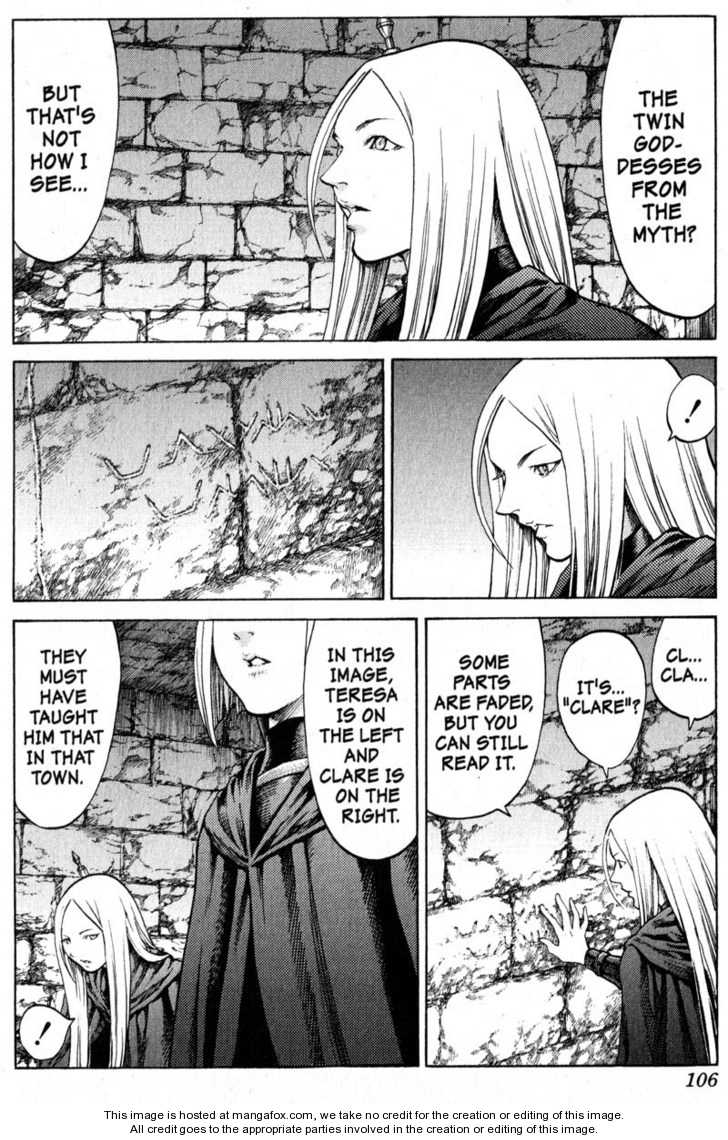 THE
TWIN
GOD-
DESSES
FROM
THE
MYTH?
BUT
THAT'S
NOT
HOW I
SEE...
!
CL...
CLA...
IT'S...
"CLARE"?
SOME
PARTS
ARE FADED,
BUT YOU
CAN STILL
READ IT.
IN THIS
IMAGE,
TERESA
IS ON
THE LEFT
AND
CLARE IS
ON THE
RIGHT.
THEY
MUST
HAVE
TAUGHT
HIM THAT
IN THAT
TOWN.
!
106
This image is hosted at mangafox.com, we take no credit for the creation or editing of this image.
All credit goes to the appropriate parties involved in the creation or editing of this image.